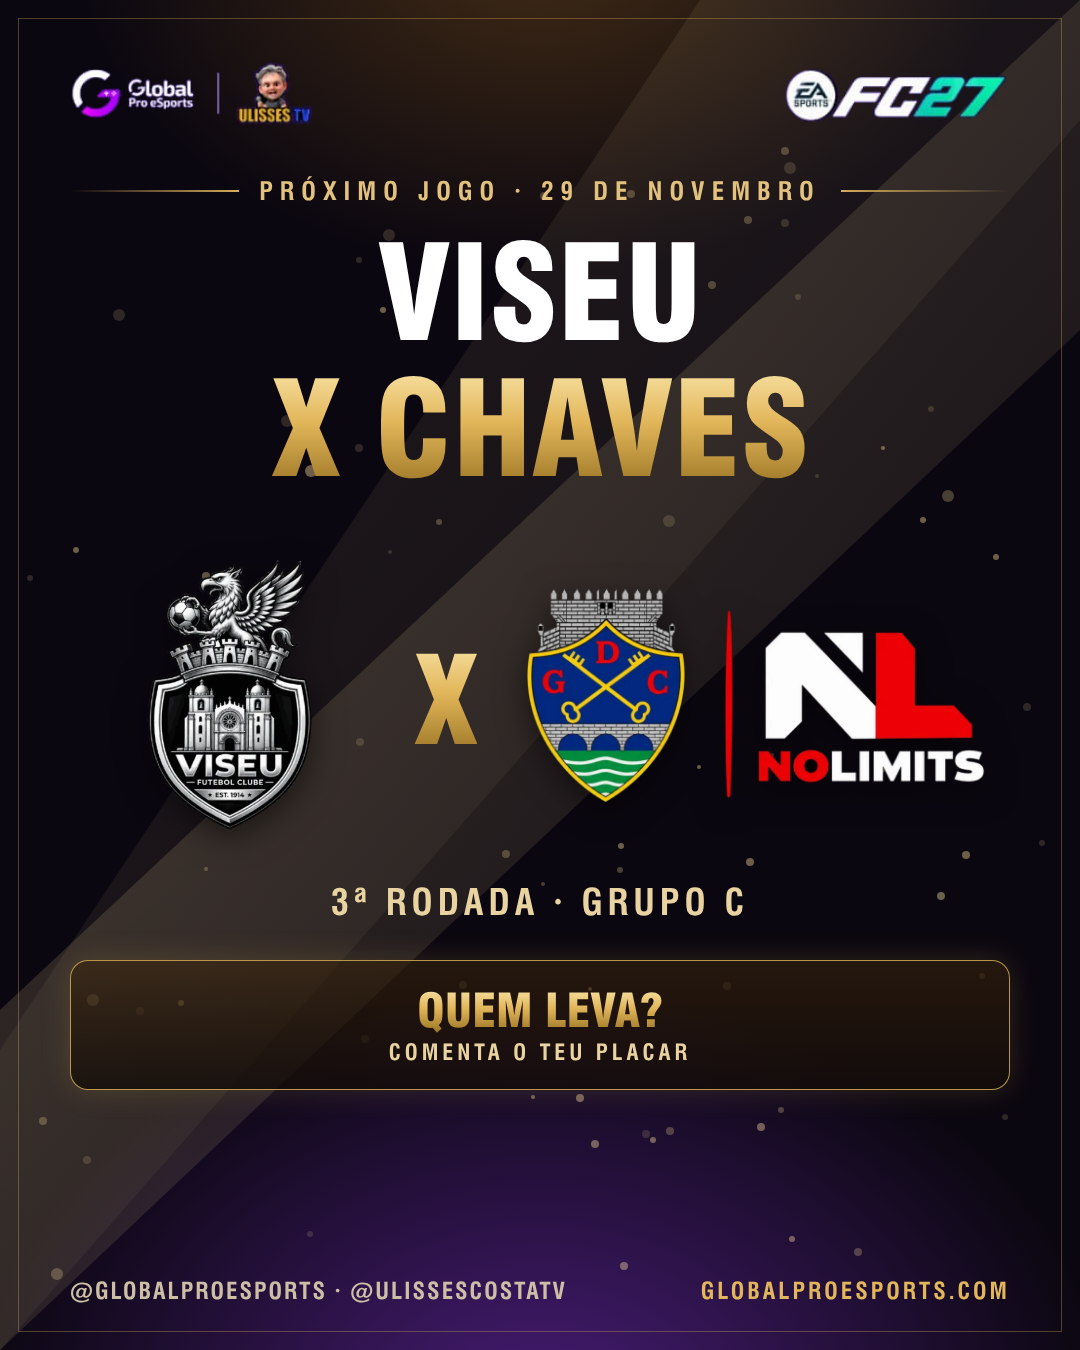 Global
Pro eSports
ULISSES TV
EA
SPORTS
FC27
PRÓXIMO JOGO · 29 DE NOVEMBRO
VISEU
X CHAVES
VISEU
FUTEBOL CLUBE
EST. 1914
X
D
G C
NL
NOLIMITS
3ª RODADA · GRUPO C
QUEM LEVA?
COMENTA O TEU PLACAR
@GLOBALPROESPORTS · @ULISSESCOSTATV
GLOBALPROESPORTS.COM